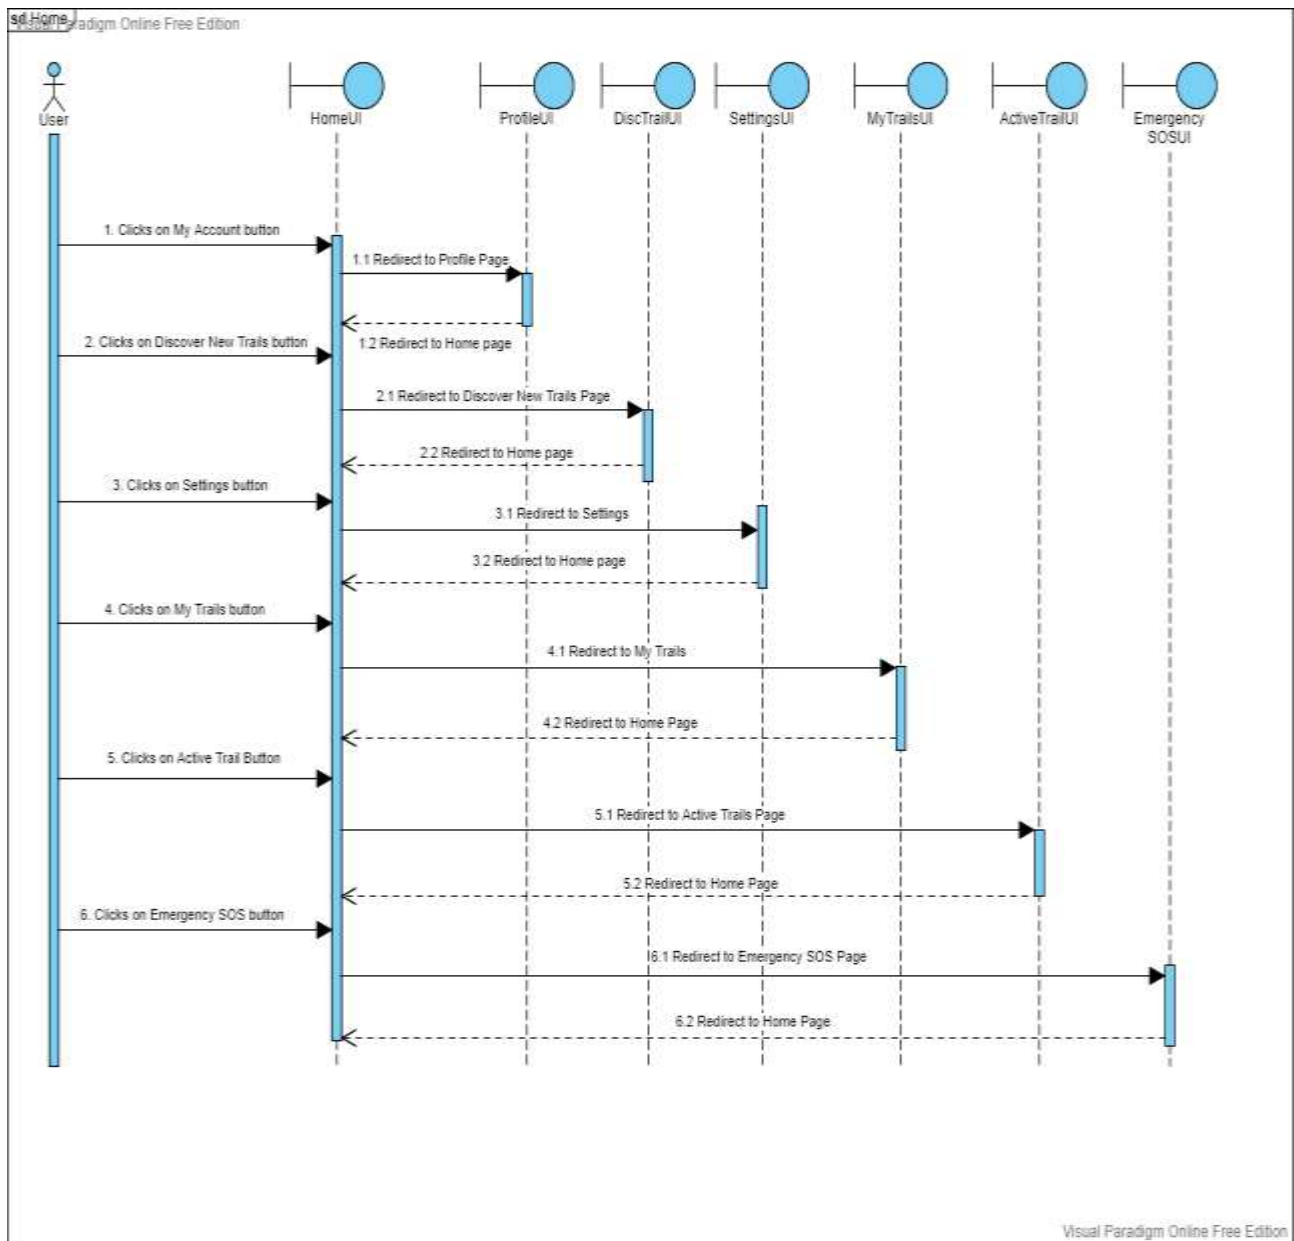 sd Home
Visual Paradigm Online Free Edition
User
HomeUI
ProfileUI
DiscTrailUI
SettingsUI
MyTrailsUI
ActiveTrailUI
Emergency
SOSUI
1. Clicks on My Account button
1.1 Redirect to Profile Page
1.2 Redirect to Home page
2. Clicks on Discover New Trails button
2.1 Redirect to Discover New Trails Page
2.2 Redirect to Home page
3. Clicks on Settings button
3.1 Redirect to Settings
3.2 Redirect to Home page
4. Clicks on My Trails button
4.1 Redirect to My Trails
4.2 Redirect to Home Page
5. Clicks on Active Trail Button
5.1 Redirect to Active Trails Page
5.2 Redirect to Home Page
6. Clicks on Emergency SOS button
6.1 Redirect to Emergency SOS Page
6.2 Redirect to Home Page
Visual Paradigm Online Free Edition